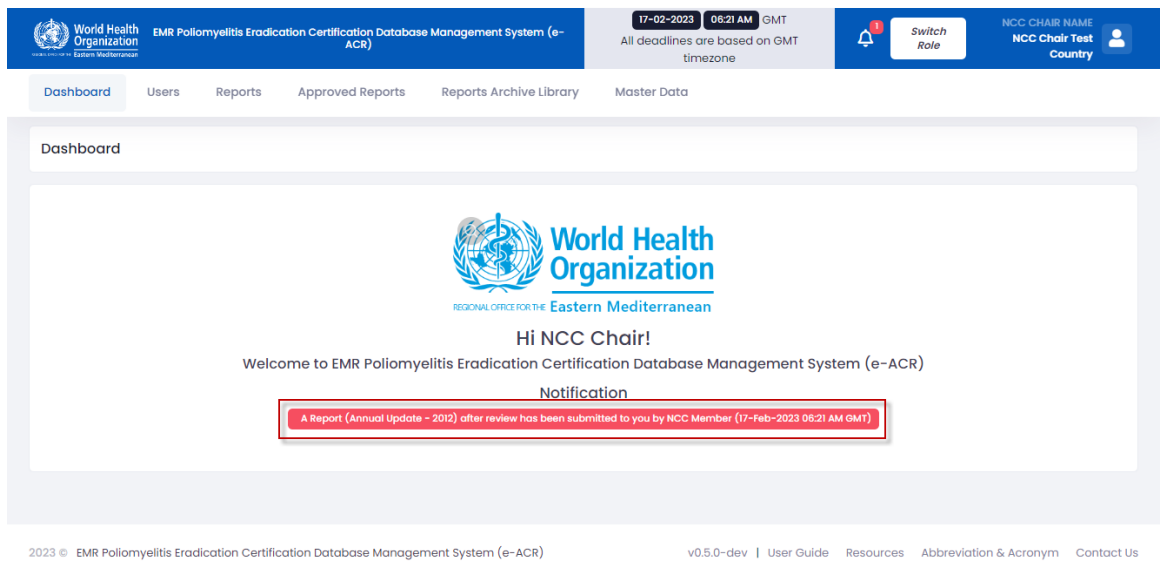 World Health
Organization
REGIONAL OFFICE FOR THE Eastern Mediterranean
EMR Poliomyelitis Eradication Certification Database Management System (e-
ACR)
17-02-2023 06:21 AM GMT
All deadlines are based on GMT
timezone
1
Switch
Role
NCC CHAIR NAME
NCC Chair Test
Country
Dashboard Users Reports Approved Reports Reports Archive Library Master Data
Dashboard
World Health
Organization
REGIONAL OFFICE FOR THE Eastern Mediterranean
Hi NCC Chair!
Welcome to EMR Poliomyelitis Eradication Certification Database Management System (e-ACR)
Notification
A Report (Annual Update - 2012) after review has been submitted to you by NCC Member (17-Feb-2023 06:21 AM GMT)
2023 © EMR Poliomyelitis Eradication Certification Database Management System (e-ACR)
v0.5.0-dev | User Guide Resources Abbreviation & Acronym Contact Us